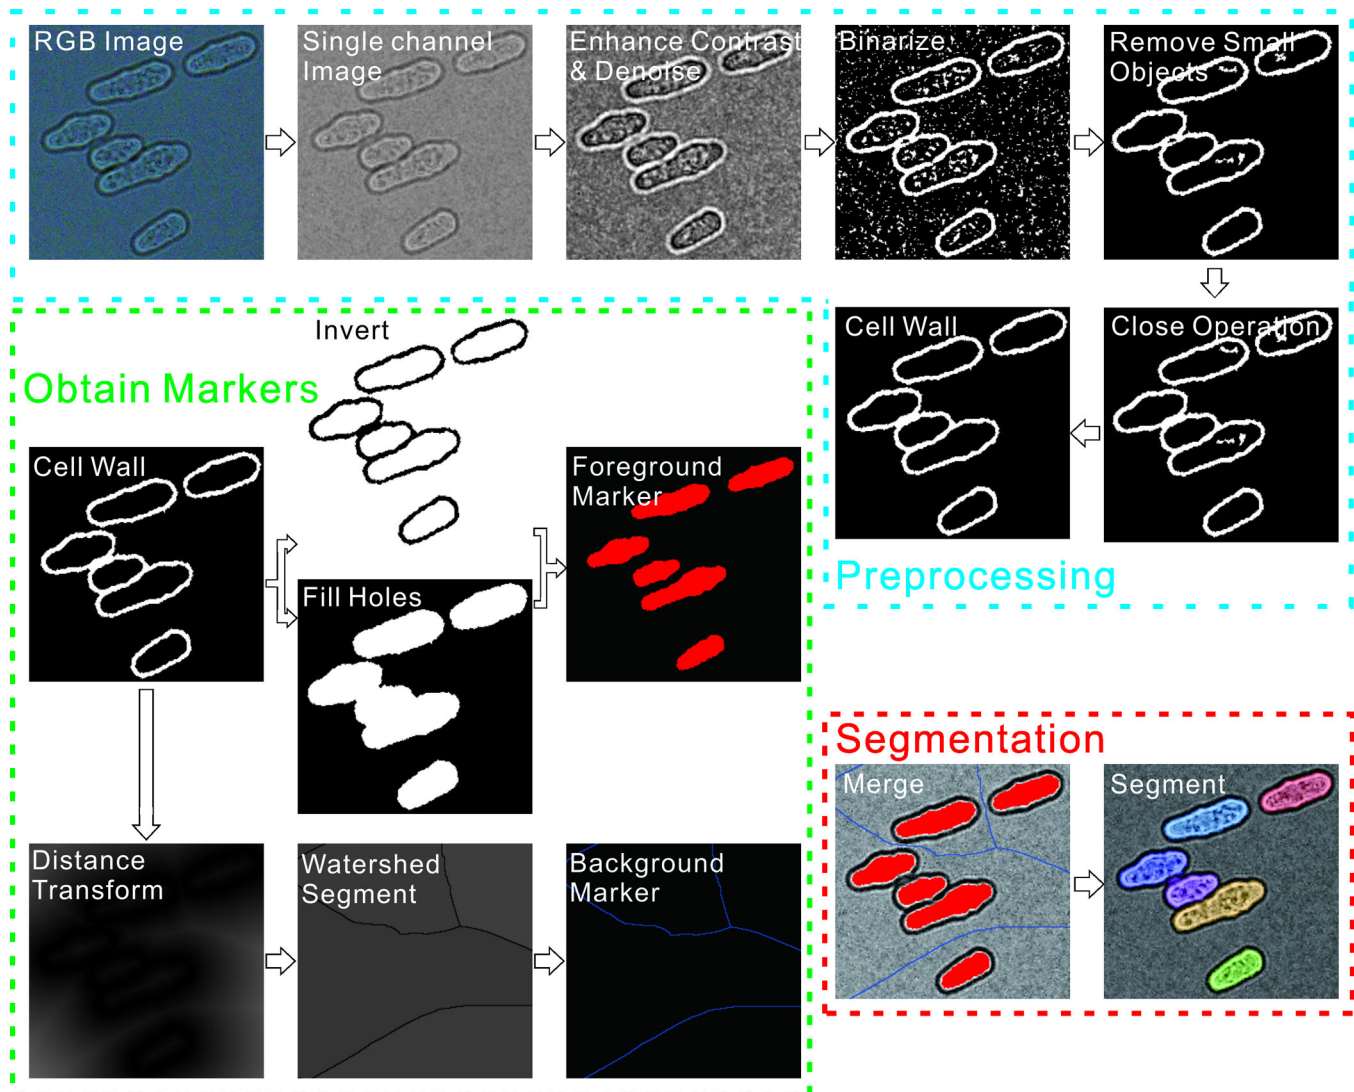 RGB Image
Single channel
Image
Enhance Contrast
& Denoise
Binarize
Remove Small
Objects
Cell Wall
Close Operation
Preprocessing
Invert
Obtain Markers
Cell Wall
Foreground
Marker
Fill Holes
Distance
Transform
Watershed
Segment
Background
Marker
Segmentation
Merge
Segment